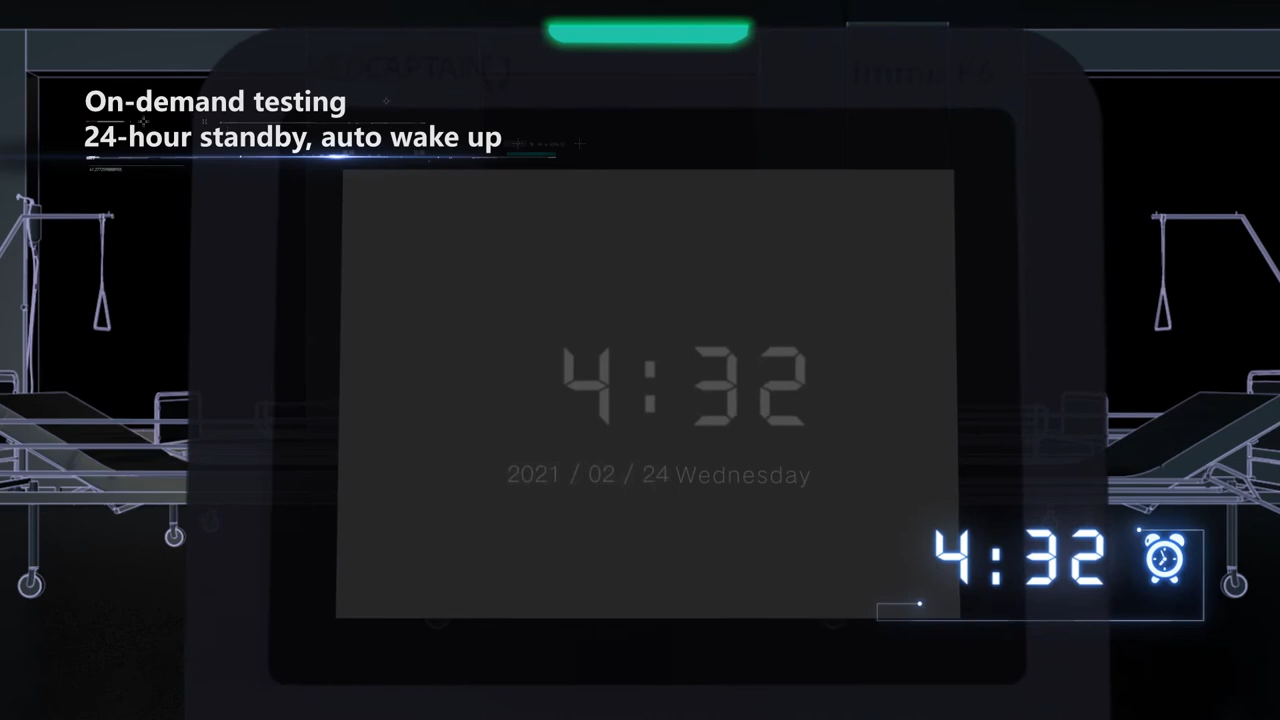 On-demand testing
24-hour standby, auto wake up
4:32
2021 / 02 / 24 Wednesday
4:32